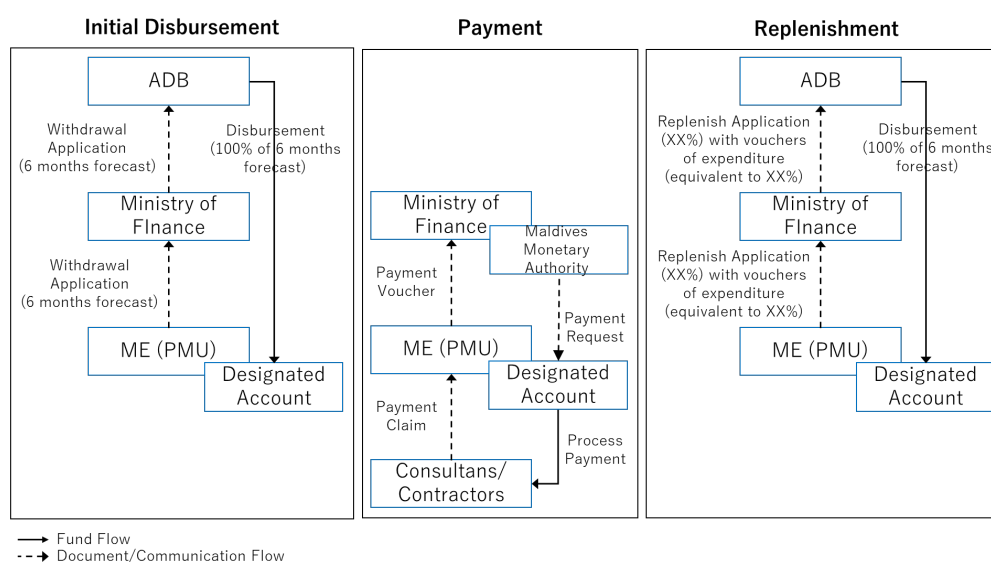 Initial Disbursement
ADB
Withdrawal
Application
(6 months forecast)
Disbursement
(100% of 6 months
forecast)
Ministry of
FInance
Withdrawal
Application
(6 months forecast)
ME (PMU)
Designated
Account
Payment
Ministry of
Finance
Maldives
Monetary
Authority
Payment
Voucher
Payment
Request
ME (PMU)
Designated
Account
Payment
Claim
Process
Payment
Consultans/
Contractors
Replenishment
ADB
Replenish Application
(XX%) with vouchers
of expenditure
(equivalent to XX%)
Disbursement
(100% of 6 months
forecast)
Ministry of
FInance
Replenish Application
(XX%) with vouchers
of expenditure
(equivalent to XX%)
ME (PMU)
Designated
Account
Fund Flow
Document/Communication Flow